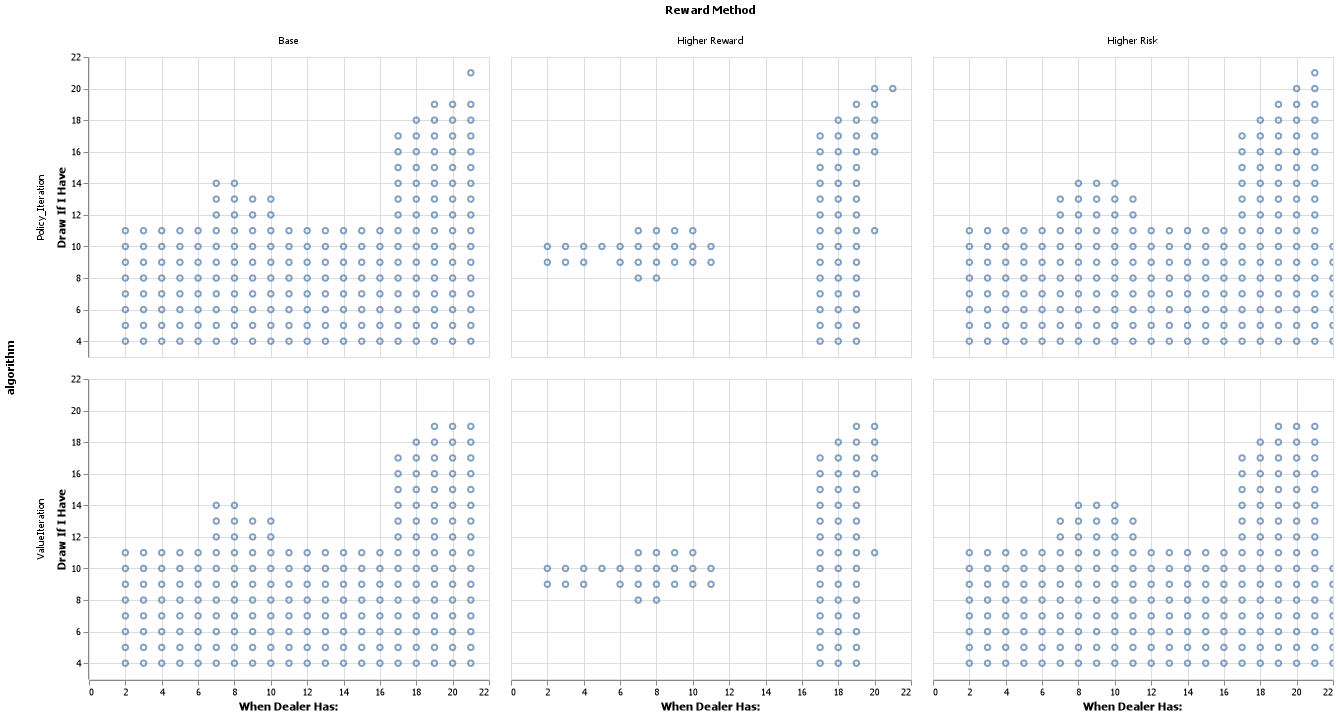 Reward Method
Base Higher Reward Higher Risk
algorithm
Policy_Iteration
Draw If I Have
22
20
18
16
14
12
10
8
6
4
ValueIteration
Draw If I Have
22
20
18
16
14
12
10
8
6
4
0 2 4 6 8 10 12 14 16 18 20 22 0 2 4 6 8 10 12 14 16 18 20 22 0 2 4 6 8 10 12 14 16 18 20 22
When Dealer Has: When Dealer Has: When Dealer Has: